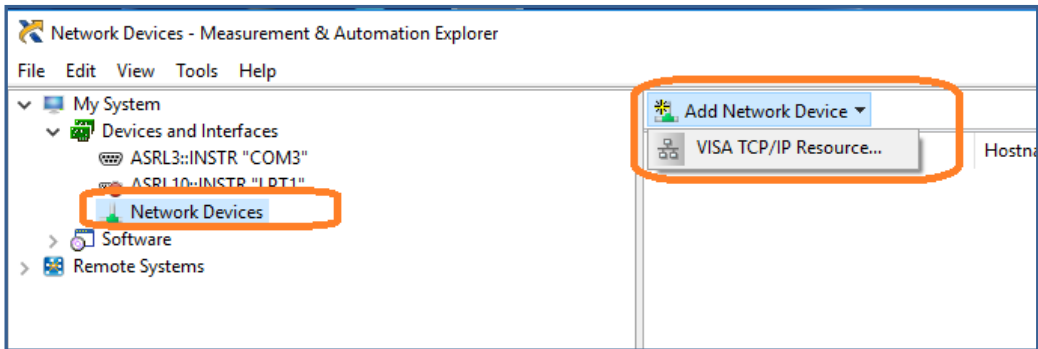 Network Devices - Measurement & Automation Explorer
File Edit View Tools Help
My System
Devices and Interfaces
ASRL3::INSTR "COM3"
ASRL10::INSTR "LPT1"
Network Devices
Software
Remote Systems
Add Network Device
VISA TCP/IP Resource...
Hostna